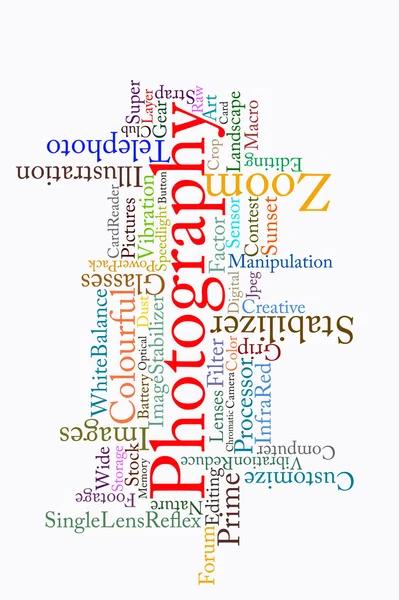 Super
Layer
Club
Strap
Gear
Raw
Art
Card
Landscape
Macro
Telephoto
Crop
Editing
Illustration
Button
Zoom
CardReader
Pictures
Vibration
Speedlight
Photography
Factor
Sensor
Contest
Sunset
PowerPack
Manipulation
Glasses
Digital
Jpeg
Creative
WhiteBalance
Colourful
Dust
ImageStabilizer
Stabilizer
Battery
Optical
Lenses
Filter
Color
Grip
Chromatic
Camera
Processor
InfraRed
Images
Computer
Wide
Storage
Stock
Memory
VibrationReduce
Customize
Footage
Nature
SingleLensReflex
Editing
Prime
Forum